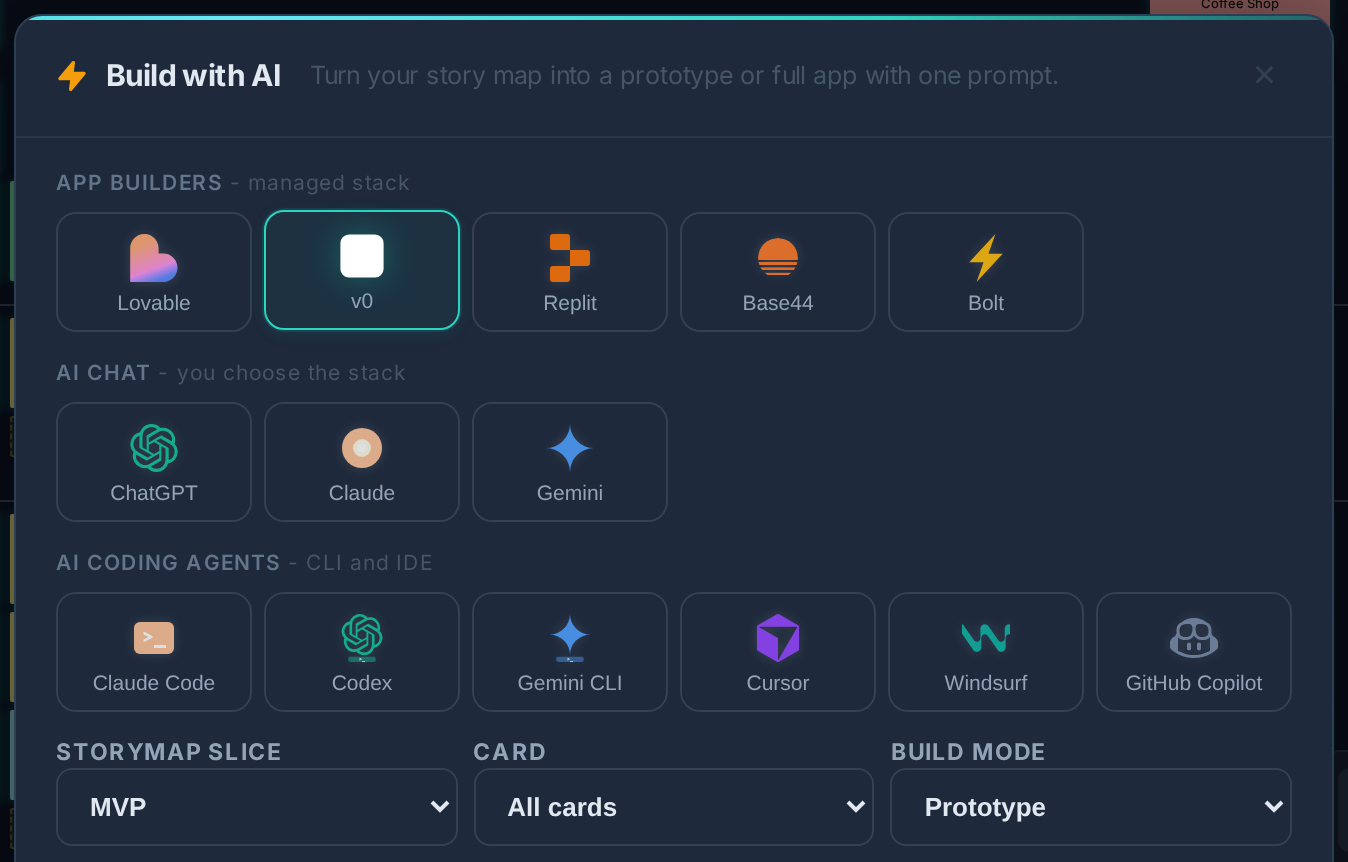 Coffee Shop
Build with AI Turn your story map into a prototype or full app with one prompt.
APP BUILDERS - managed stack
Lovable
v0
Replit
Base44
Bolt
AI CHAT - you choose the stack
ChatGPT
Claude
Gemini
AI CODING AGENTS - CLI and IDE
Claude Code
Codex
Gemini CLI
Cursor
Windsurf
GitHub Copilot
STORYMAP SLICE
MVP
CARD
All cards
BUILD MODE
Prototype